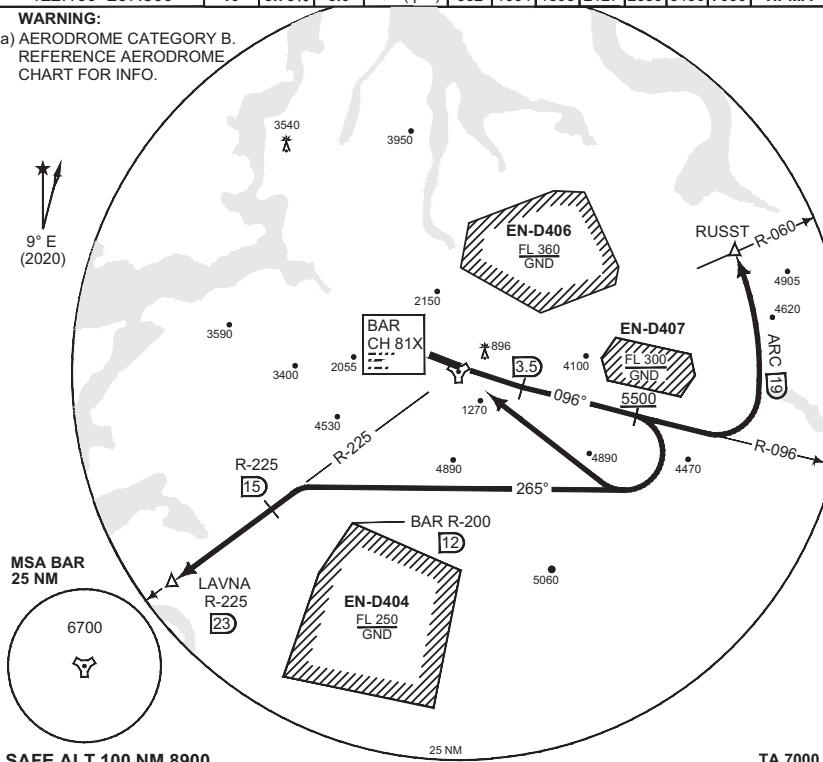 WARNING:
a) AERODROME CATEGORY B.
REFERENCE AERODROME
CHART FOR INFO.
3540
3950
9° E
(2020)
EN-D406
FL 360
GND
RUSST
R-060
4905
4620
2150
3590
BAR
CH 81X
896
2055
3400
4100
EN-D407
FL 300
GND
ARC 19
3.5
096°
5500
1270
4530
R-225
R-096
4890
4890
4470
R-225
15
265°
BAR R-200
12
MSA BAR
25 NM
6700
LAVNA
R-225
23
EN-D404
FL 250
GND
5060
25 NM
SAFE ALT 100 NM 8900
TA 7000